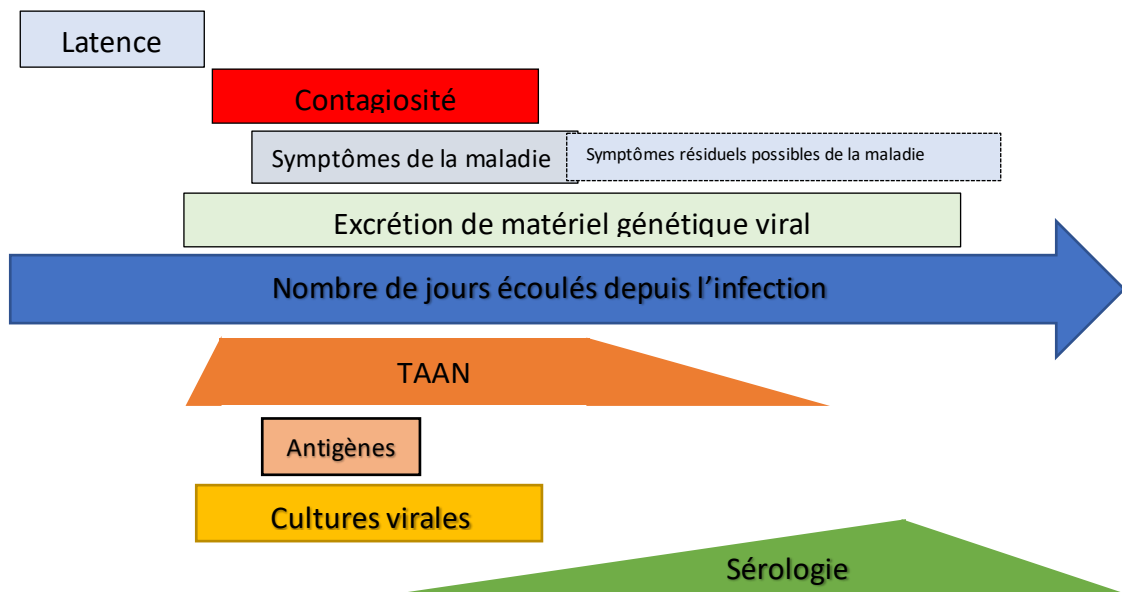 Latence
Contagiosité
Symptômes de la maladie
Symptômes résiduels possibles de la maladie
Excrétion de matériel génétique viral
Nombre de jours écoulés depuis l’infection
TAAN
Antigènes
Cultures virales
Sérologie